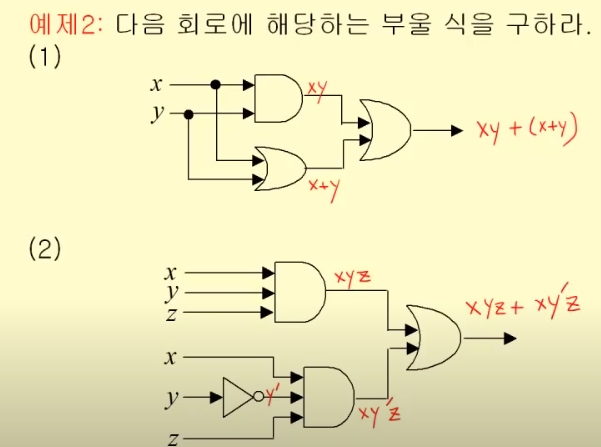 예제2: 다음 회로에 해당하는 부울 식을 구하라.
(1)
x
xy
y
xy + (x+y)
x+y
(2)
x
xyz
y
z
xyz + xy'z
x
y
y'
xy'z
z